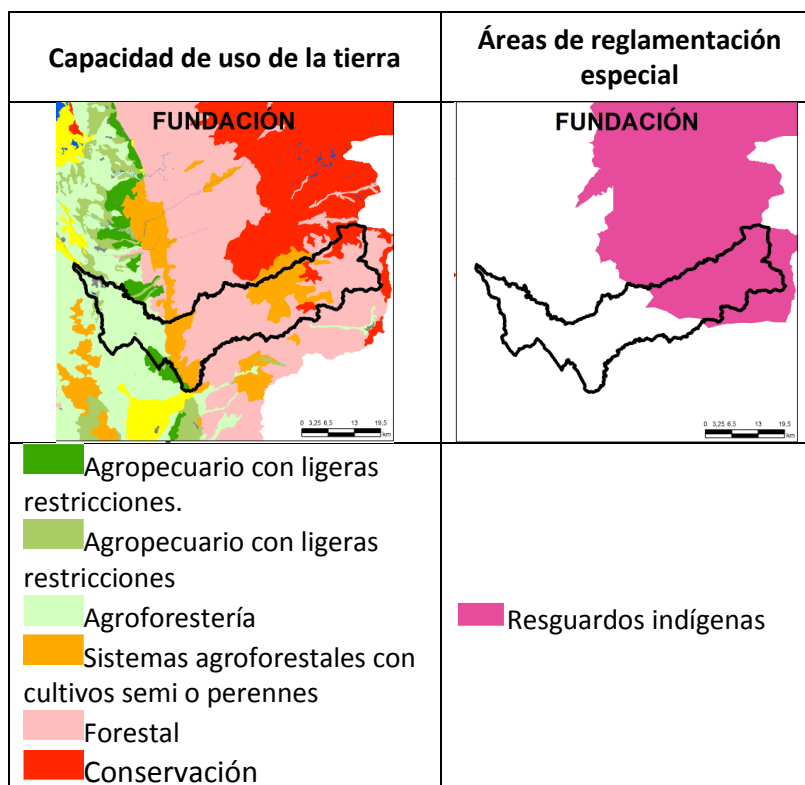 Capacidad de uso de la tierra
Áreas de reglamentación
especial
FUNDACIÓN
0 3,25 6,5 13 19,5
km
FUNDACIÓN
0 3,25 6,5 13 19,5
km
Agropecuario con ligeras
restricciones.
Agropecuario con ligeras
restricciones
Agroforestería
Sistemas agroforestales con
cultivos semi o perennes
Forestal
Conservación
Resguardos indígenas